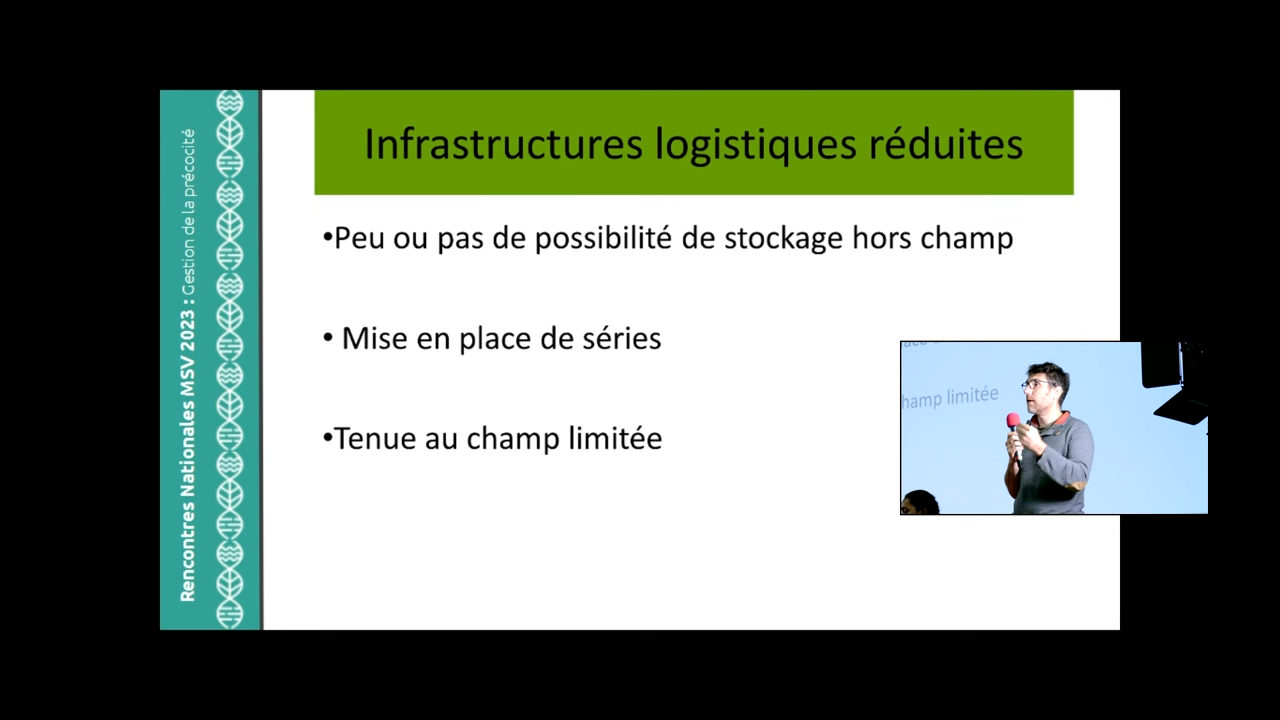 Rencontres Nationales MSV 2023 : Gestion de la précocité
Infrastructures logistiques réduites
•Peu ou pas de possibilité de stockage hors champ
• Mise en place de séries
•Tenue au champ limitée
champ limitée